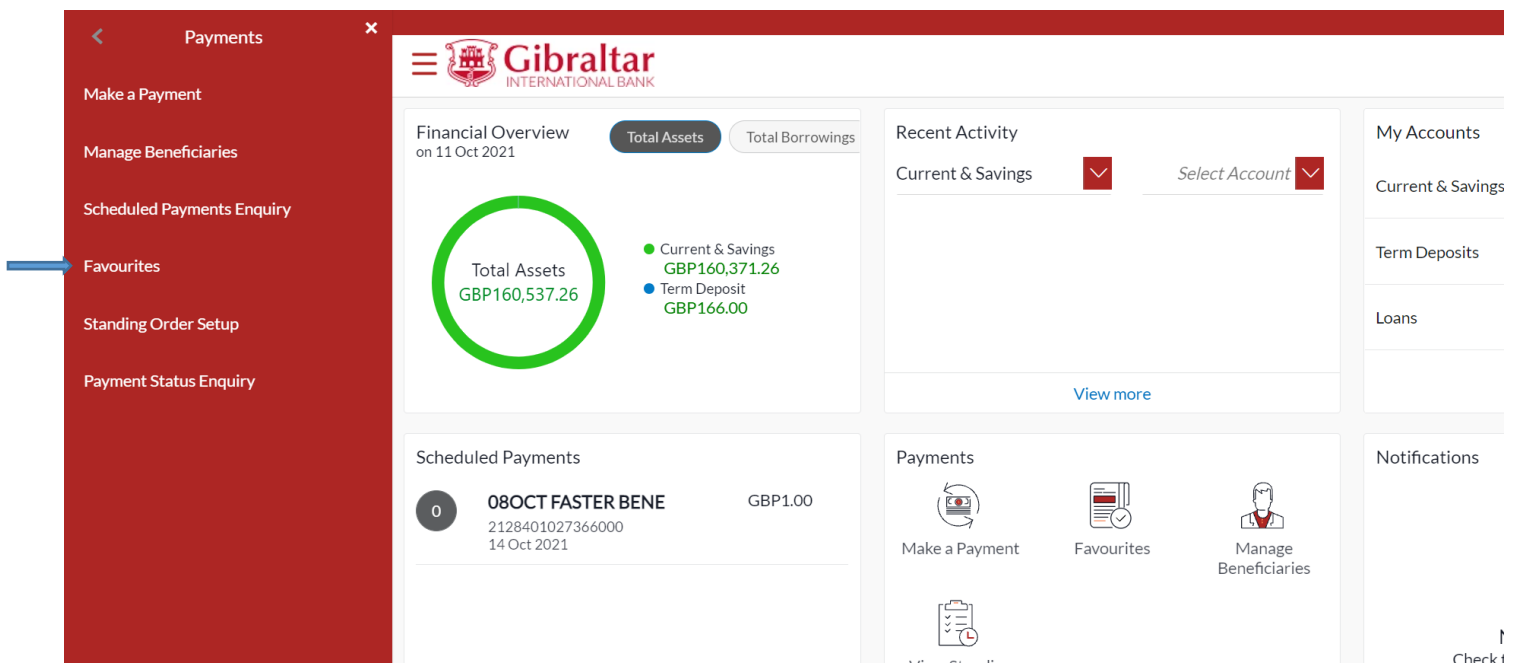 Payments
Make a Payment
Manage Beneficiaries
Scheduled Payments Enquiry
Favourites
Standing Order Setup
Payment Status Enquiry
Gibraltar
INTERNATIONAL BANK
Financial Overview
on 11 Oct 2021
Total Assets
Total Borrowings
Total Assets
GBP160,537.26
Current & Savings
GBP160,371.26
Term Deposit
GBP166.00
Recent Activity
Current & Savings
Select Account
View more
My Accounts
Current & Savings
Term Deposits
Loans
Scheduled Payments
0
08OCT FASTER BENE
GBP1.00
2128401027366000
14 Oct 2021
Payments
Make a Payment
Favourites
Manage
Beneficiaries
Notifications
Check